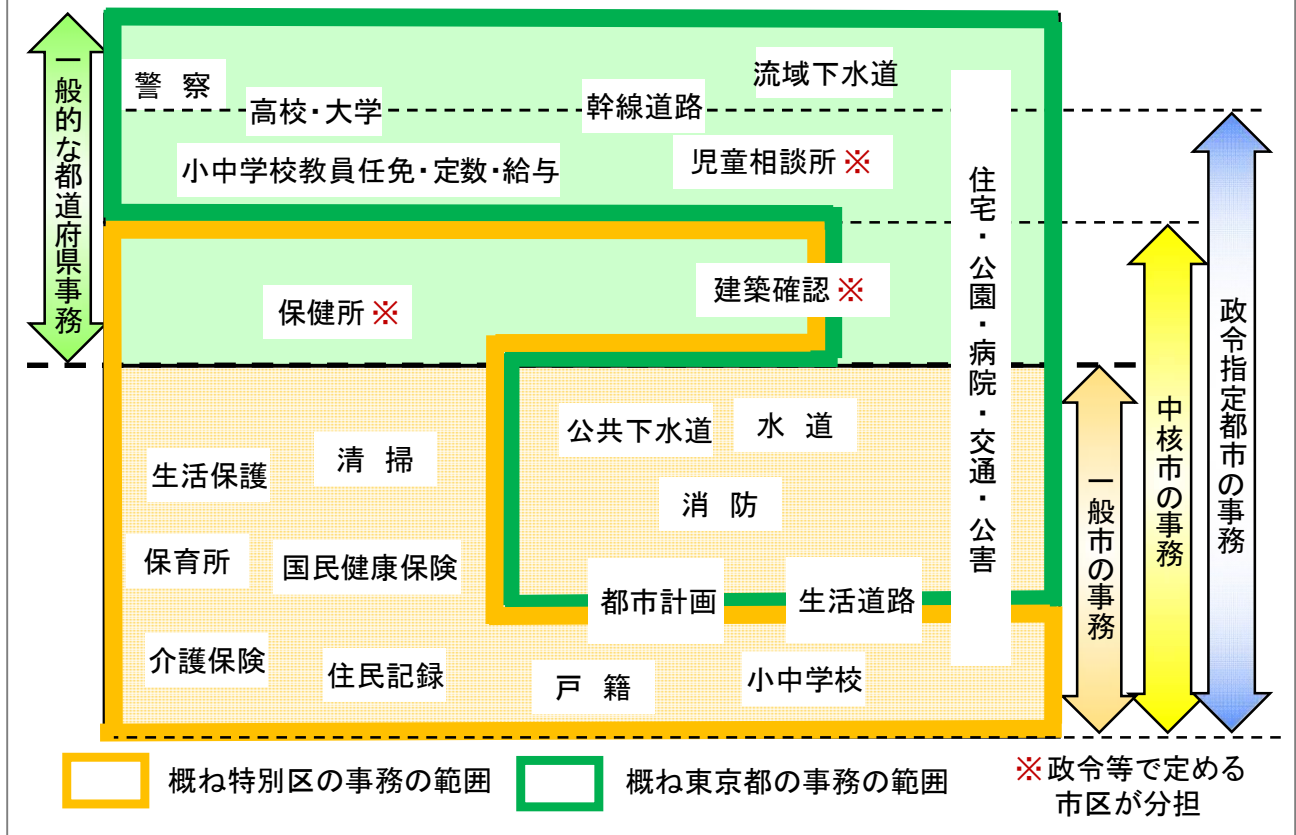 一般的な都道府県事務
警 察
高校・大学
幹線道路
流域下水道
小中学校教員任免・定数・給与
児童相談所 ※
保健所 ※
建築確認 ※
住宅・公園・病院・交通・公害
公共下水道
水 道
消 防
生活保護
清 掃
保育所
国民健康保険
都市計画
生活道路
介護保険
住民記録
戸 籍
小中学校
一般市の事務
中核市の事務
政令指定都市の事務
概ね特別区の事務の範囲
概ね東京都の事務の範囲
※政令等で定める
市区が分担